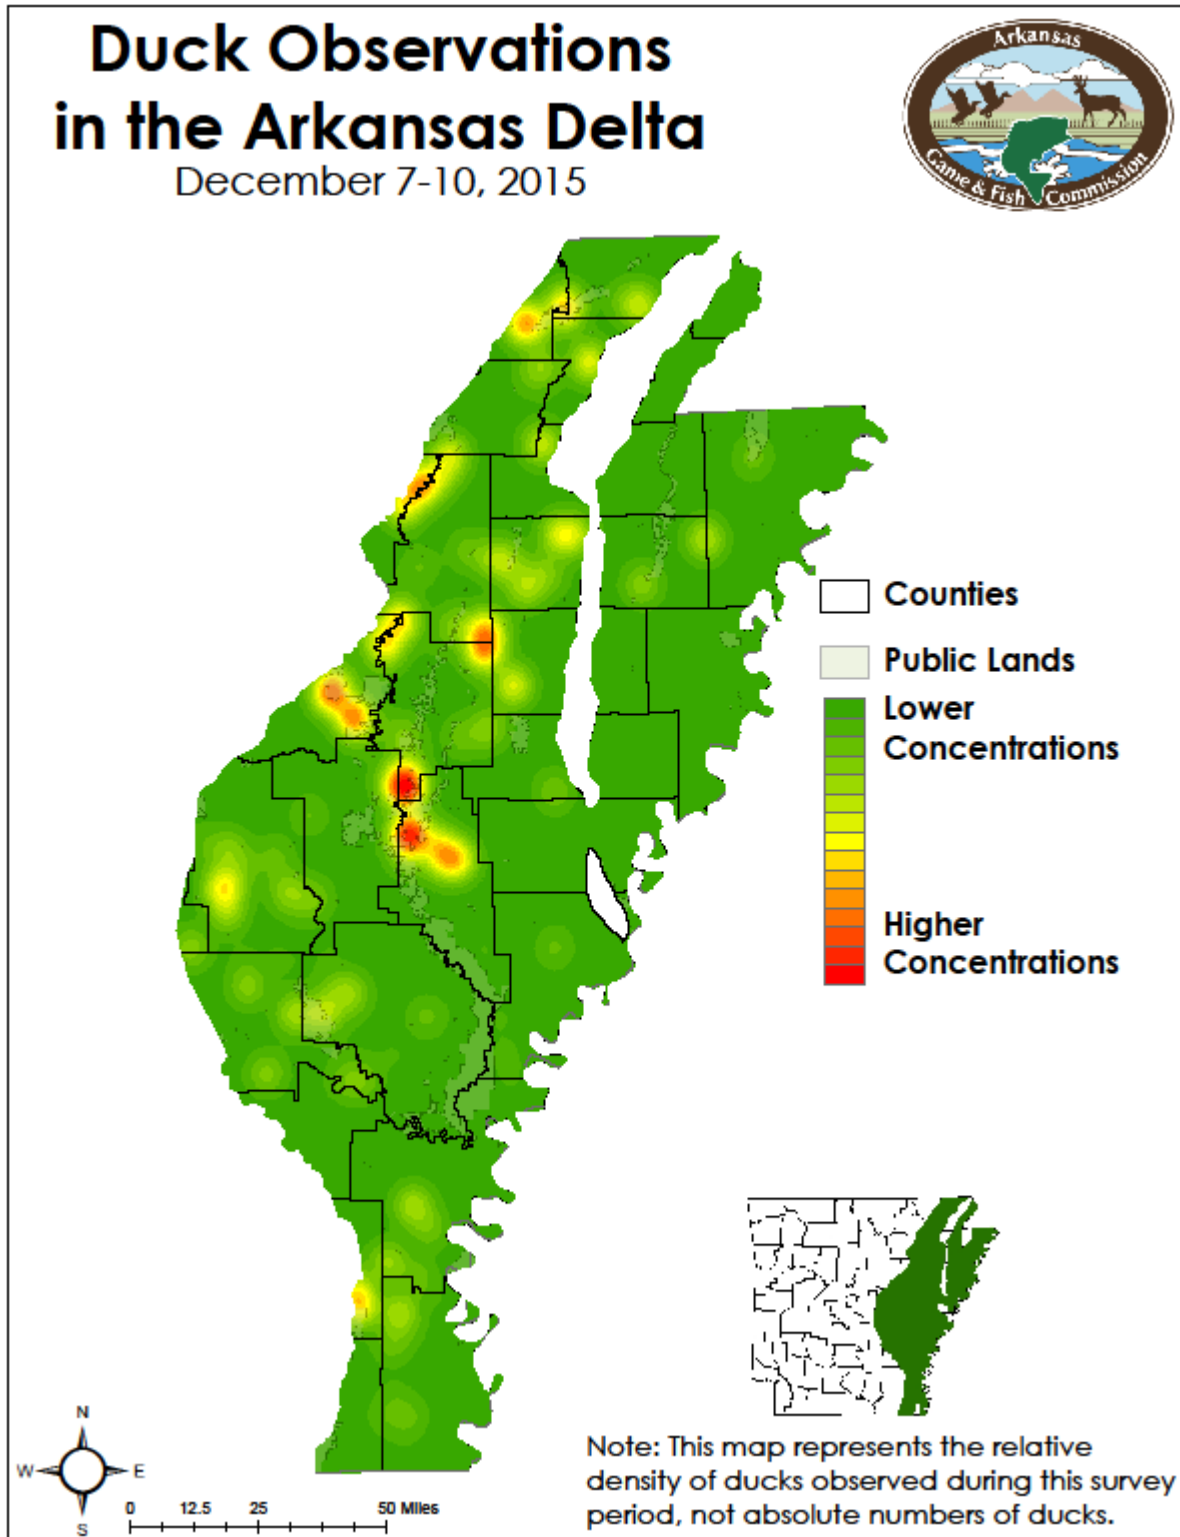 Duck Observations
in the Arkansas Delta
December 7-10, 2015
Arkansas
Game & Fish Commission
Counties
Public Lands
Lower
Concentrations
Higher
Concentrations
N
W E
S
0 12.5 25 50 Miles
Note: This map represents the relative
density of ducks observed during this survey
period, not absolute numbers of ducks.